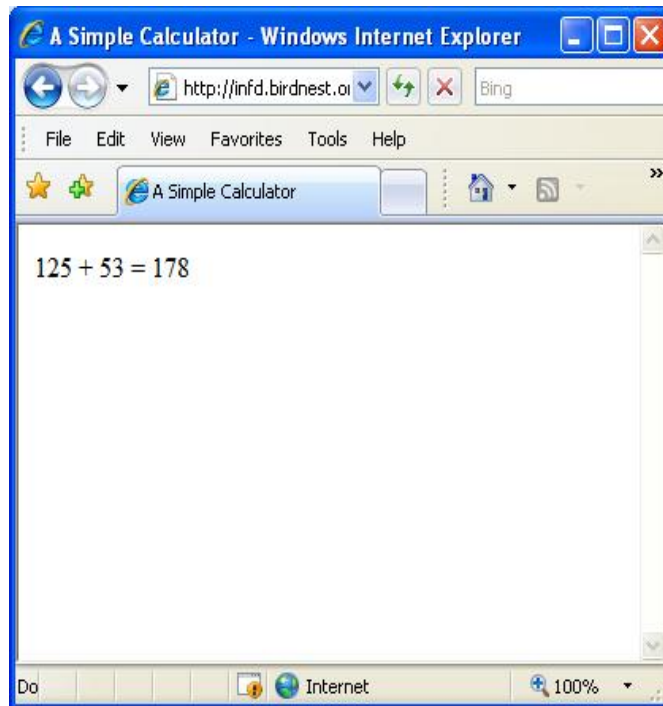 A Simple Calculator - Windows Internet Explorer
http://infd.birdnest.or
Bing
File Edit View Favorites Tools Help
A Simple Calculator
»
125 + 53 = 178
Do Internet 100%